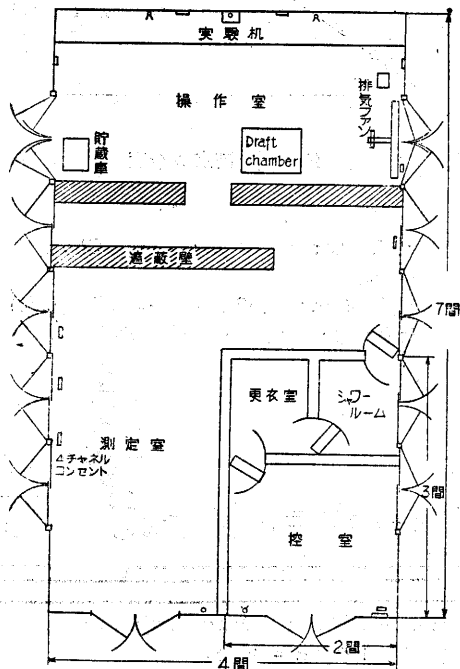 実験机
操作室
排気ファン
貯蔵庫
Draft
chamber
遮蔽壁
7間
更衣室
シャワー
ルーム
測定室
4チャネル
コンセント
3間
控室
2間
4間